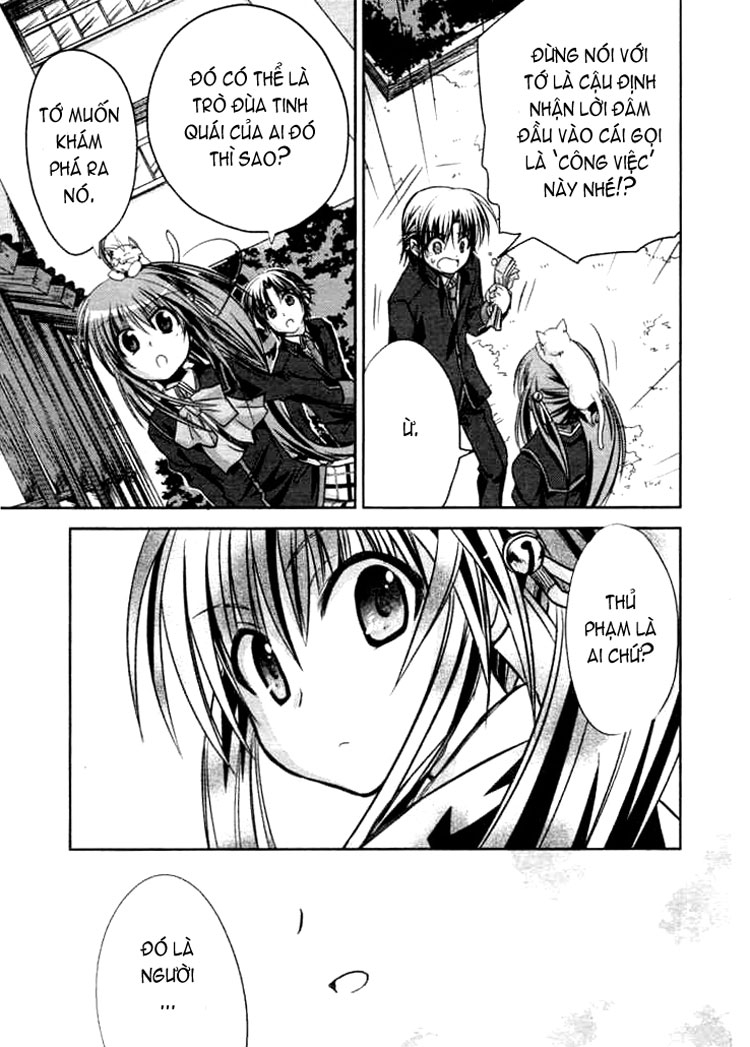 ĐỪNG NÓI VỚI
TỚ LÀ CẬU ĐỊNH
NHẬN LỜI ĐÂM
ĐẦU VÀO CÁI GỌI
LÀ 'CÔNG VIỆC'
NÀY NHÉ!?
Ừ.
ĐÓ CÓ THỂ LÀ
TRÒ ĐÙA TINH
QUÁI CỦA AI ĐÓ
THÌ SAO?
TỚ MUỐN
KHÁM
PHÁ RA
NÓ.
THỦ
PHẠM LÀ
AI CHỨ?
ĐÓ LÀ
NGƯỜI
...